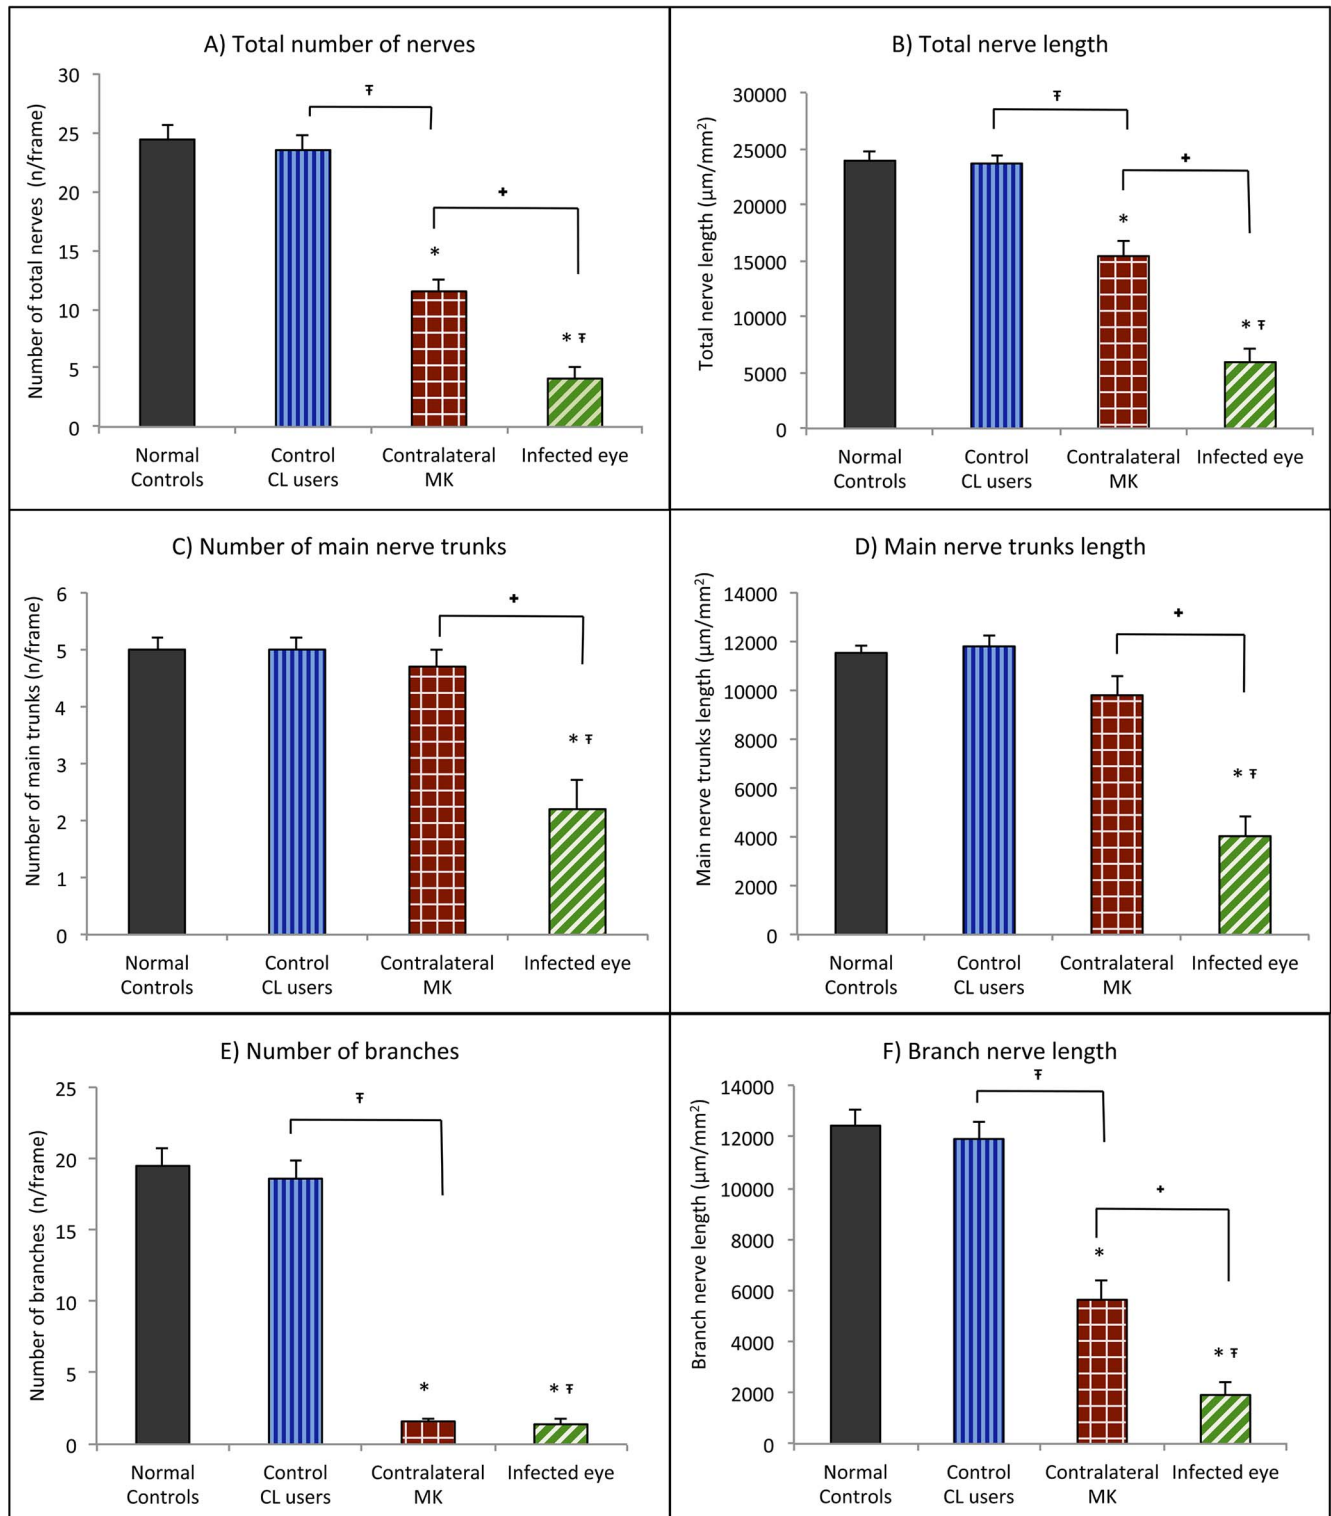 A) Total number of nerves
Number of total nerves (n/frame)
30
25
20
15
10
5
0
Ŧ
+
*
* Ŧ
Normal Controls
Control CL users
Contralateral MK
Infected eye
B) Total nerve length
Total nerve length (µm/mm²)
30000
25000
20000
15000
10000
5000
0
Ŧ
+
*
* Ŧ
Normal Controls
Control CL users
Contralateral MK
Infected eye
C) Number of main nerve trunks
Number of main trunks (n/frame)
6
5
4
3
2
1
0
+
* Ŧ
Normal Controls
Control CL users
Contralateral MK
Infected eye
D) Main nerve trunks length
Main nerve trunks length (µm/mm²)
14000
12000
10000
8000
6000
4000
2000
0
+
* Ŧ
Normal Controls
Control CL users
Contralateral MK
Infected eye
E) Number of branches
Number of branches (n/frame)
25
20
15
10
5
0
Ŧ
*
* Ŧ
Normal Controls
Control CL users
Contralateral MK
Infected eye
F) Branch nerve length
Branch nerve length (µm/mm²)
14000
12000
10000
8000
6000
4000
2000
0
Ŧ
+
*
* Ŧ
Normal Controls
Control CL users
Contralateral MK
Infected eye